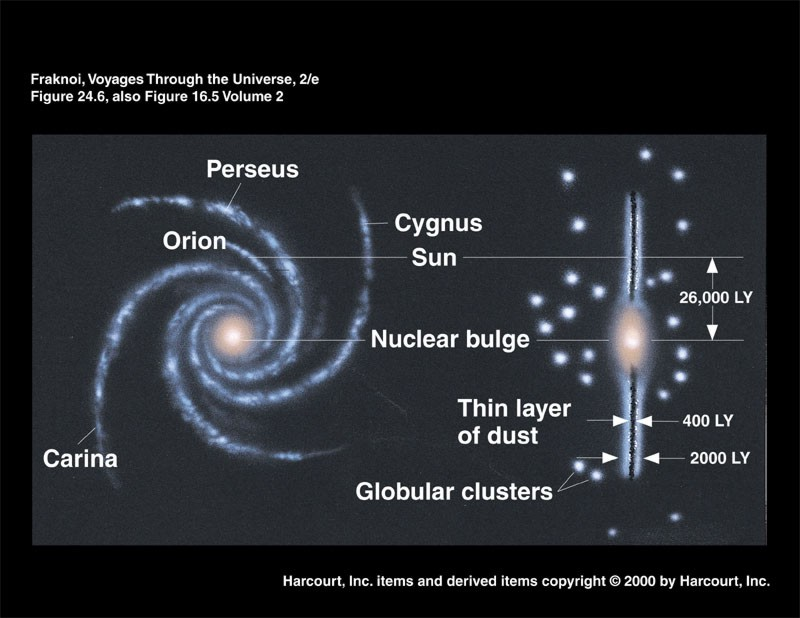 Fraknoi, Voyages Through the Universe, 2/e
Figure 24.6, also Figure 16.5 Volume 2
Perseus
Cygnus
Orion
Sun
26,000 LY
Nuclear bulge
Thin layer
of dust
400 LY
Carina
2000 LY
Globular clusters
Harcourt, Inc. items and derived items copyright © 2000 by Harcourt, Inc.